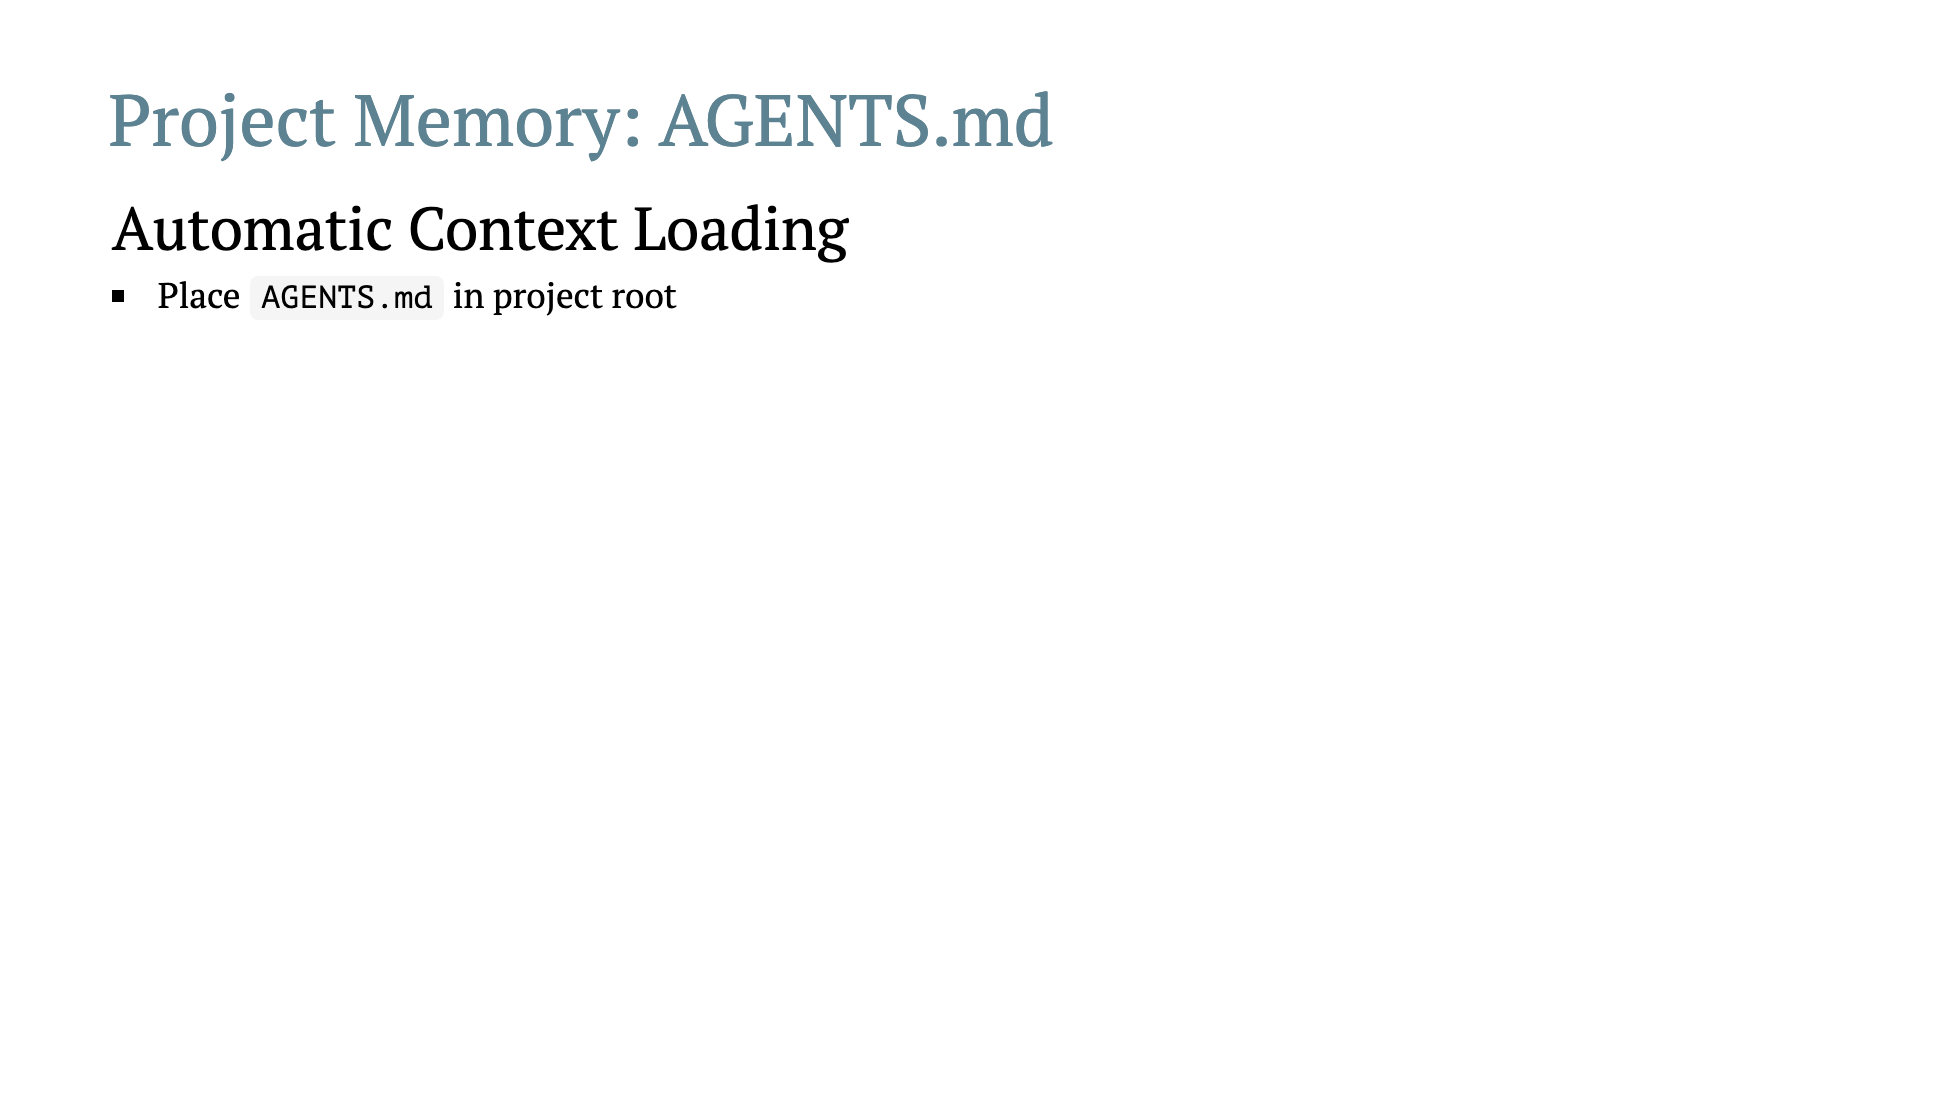 Project Memory: AGENTS.md
Automatic Context Loading
▪ Place AGENTS.md in project root